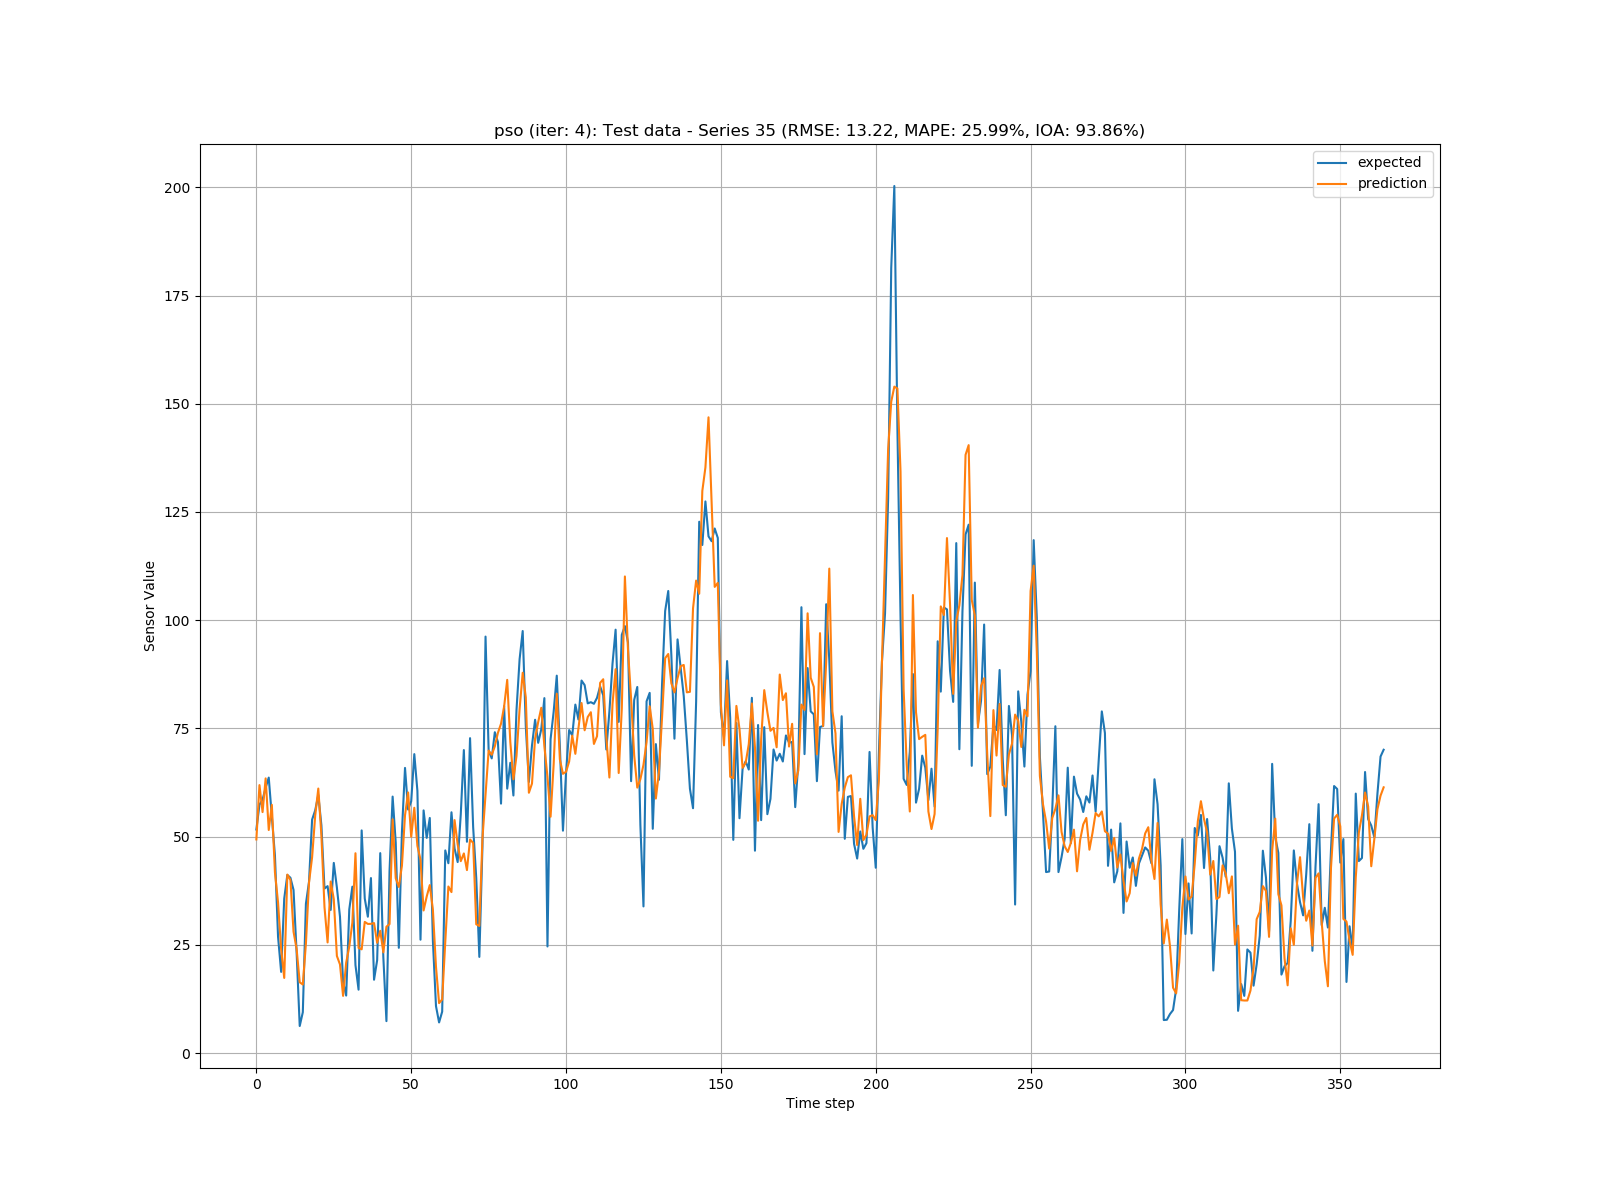 pso (iter: 4): Test data - Series 35 (RMSE: 13.22, MAPE: 25.99%, IOA: 93.86%)
expected
prediction
200
175
150
125
100
75
50
25
0
Sensor Value
0 50 100 150 200 250 300 350
Time step